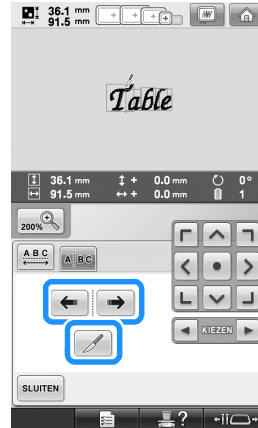 36.1 mm
91.5 mm
Table
36.1 mm 0.0 mm 0°
91.5 mm 0.0 mm 1
200%
ABC A BC
KIEZEN
SLUITEN
?